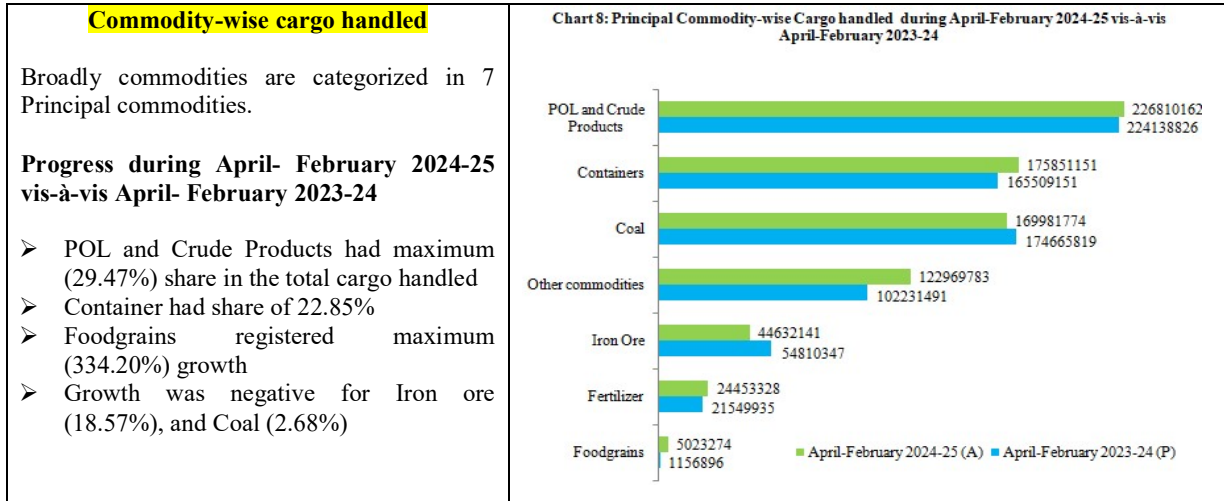 Commodity-wise cargo handled
Broadly commodities are categorized in 7
Principal commodities.
Progress during April- February 2024-25
vis-à-vis April- February 2023-24
➢ POL and Crude Products had maximum
(29.47%) share in the total cargo handled
➢ Container had share of 22.85%
➢ Foodgrains registered maximum
(334.20%) growth
➢ Growth was negative for Iron ore
(18.57%), and Coal (2.68%)
Chart 8: Principal Commodity-wise Cargo handled during April-February 2024-25 vis-à-vis
April-February 2023-24
POL and Crude
Products
226810162
224138826
Containers
175851151
165509151
Coal
169981774
174665819
Other commodities
122969783
102231491
Iron Ore
44632141
54810347
Fertilizer
24453328
21549935
Foodgrains
5023274
1156896
April-February 2024-25 (A) April-February 2023-24 (P)